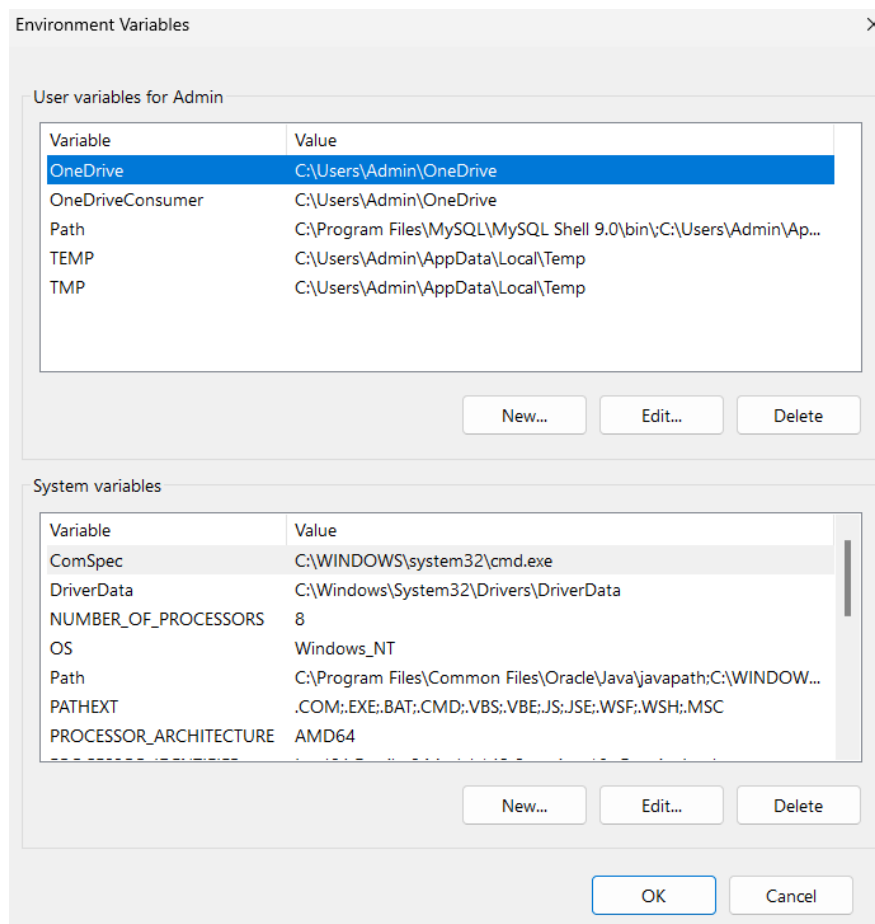 Environment Variables
User variables for Admin
Variable Value
OneDrive C:\Users\Admin\OneDrive
OneDriveConsumer C:\Users\Admin\OneDrive
Path C:\Program Files\MySQL\MySQL Shell 9.0\bin\;C:\Users\Admin\Ap...
TEMP C:\Users\Admin\AppData\Local\Temp
TMP C:\Users\Admin\AppData\Local\Temp
New... Edit... Delete
System variables
Variable Value
ComSpec C:\WINDOWS\system32\cmd.exe
DriverData C:\Windows\System32\Drivers\DriverData
NUMBER_OF_PROCESSORS 8
OS Windows_NT
Path C:\Program Files\Common Files\Oracle\Java\javapath;C:\WINDOW...
PATHEXT .COM;.EXE;.BAT;.CMD;.VBS;.VBE;.JS;.JSE;.WSF;.WSH;.MSC
PROCESSOR_ARCHITECTURE AMD64
New... Edit... Delete
OK Cancel